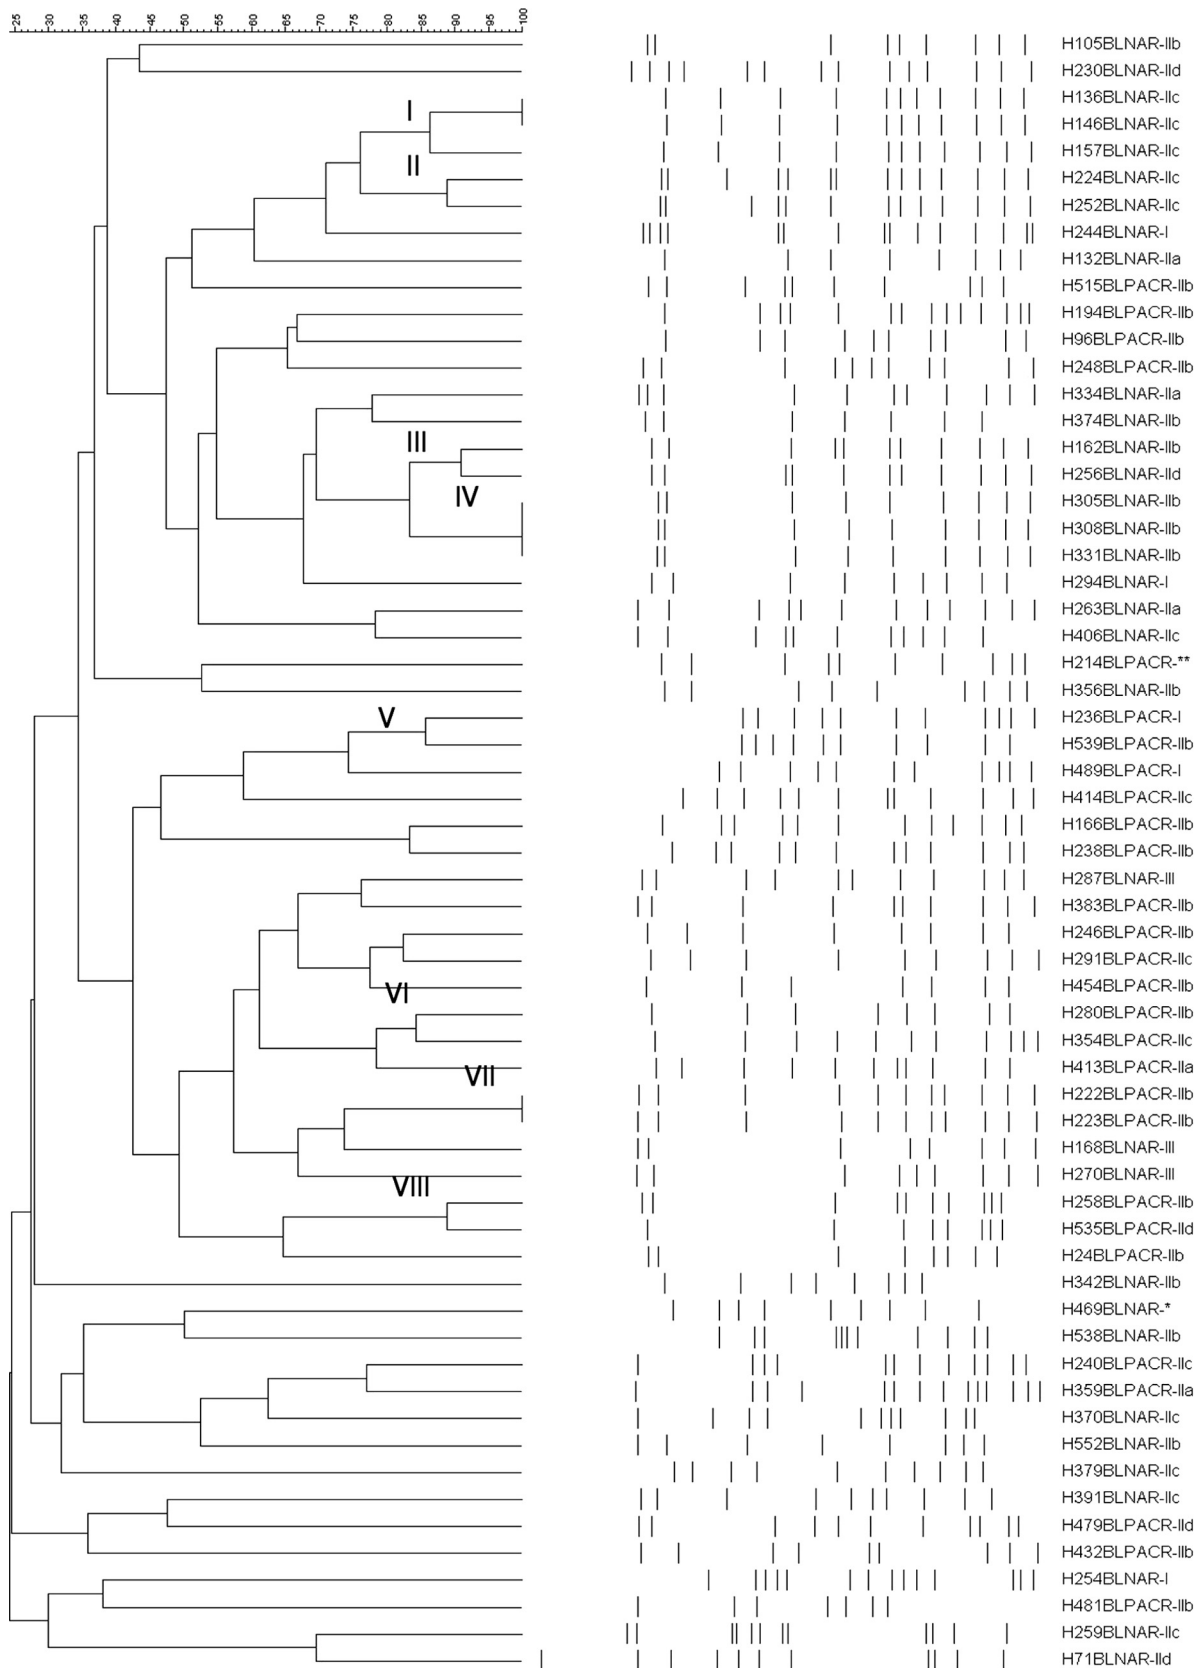 25 30 35 40 45 50 55 60 65 70 75 80 85 90 95 100
H105BLNAR-IIb
H230BLNAR-IId
I
H136BLNAR-IIc
H146BLNAR-IIc
H157BLNAR-IIc
II
H224BLNAR-IIc
H252BLNAR-IIc
H244BLNAR-I
H132BLNAR-IIa
H515BLPACR-IIb
H194BLPACR-IIb
H96BLPACR-IIb
H248BLPACR-IIb
H334BLNAR-IIa
H374BLNAR-IIb
III
H162BLNAR-IIb
H256BLNAR-IId
IV
H305BLNAR-IIb
H308BLNAR-IIb
H331BLNAR-IIb
H294BLNAR-I
H263BLNAR-IIa
H406BLNAR-IIc
H214BLPACR-**
H356BLNAR-IIb
V
H236BLPACR-I
H539BLPACR-IIb
H489BLPACR-I
H414BLPACR-IIc
H166BLPACR-IIb
H238BLPACR-IIb
H287BLNAR-III
H383BLPACR-IIb
H246BLPACR-IIb
H291BLPACR-IIc
H454BLPACR-IIb
VI
H280BLPACR-IIb
H354BLPACR-IIc
H413BLPACR-IIa
VII
H222BLPACR-IIb
H223BLPACR-IIb
H168BLNAR-III
H270BLNAR-III
VIII
H258BLPACR-IIb
H535BLPACR-IId
H24BLPACR-IIb
H342BLNAR-IIb
H469BLNAR-*
H538BLNAR-IIb
H240BLPACR-IIc
H359BLPACR-IIa
H370BLNAR-IIc
H552BLNAR-IIb
H379BLNAR-IIc
H391BLNAR-IIc
H479BLPACR-IId
H432BLPACR-IIb
H254BLNAR-I
H481BLPACR-IIb
H259BLNAR-IIc
H71BLNAR-IId